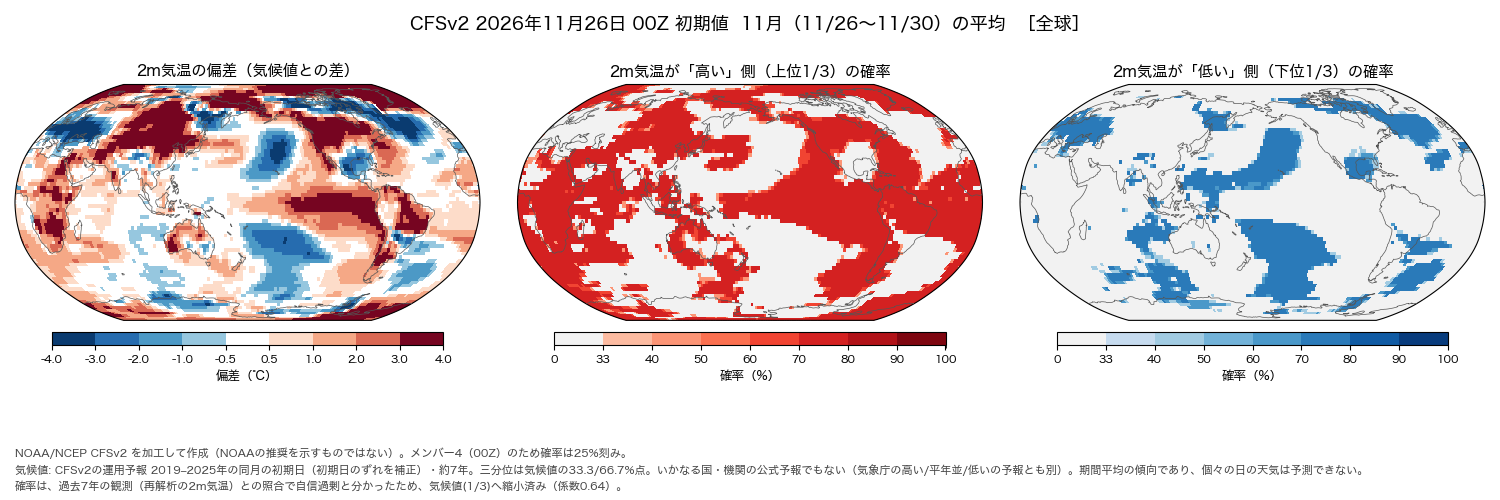 CFSv2 2026年11月26日 00Z 初期値 11月（11/26〜11/30）の平均 ［全球］
2m気温の偏差（気候値との差）
2m気温が「高い」側（上位1/3）の確率
2m気温が「低い」側（下位1/3）の確率
-4.0 -3.0 -2.0 -1.0 -0.5 0.5 1.0 2.0 3.0 4.0
偏差（℃）
0 33 40 50 60 70 80 90 100
確率（%）
0 33 40 50 60 70 80 90 100
確率（%）
NOAA/NCEP CFSv2 を加工して作成（NOAAの推奨を示すものではない）。メンバー4（00Z）のため確率は25%刻み。
気候値: CFSv2の運用予報 2019–2025年の同月の初期日（初期日のずれを補正）・約7年。三分位は気候値の33.3/66.7%点。いかなる国・機関の公式予報でもない（気象庁の高い/平年並/低いの予報とも別）。期間平均の傾向であり、個々の日の天気は予測できない。
確率は、過去7年の観測（再解析の2m気温）との照合で自信過剰と分かったため、気候値(1/3)へ縮小済み（係数0.64）。